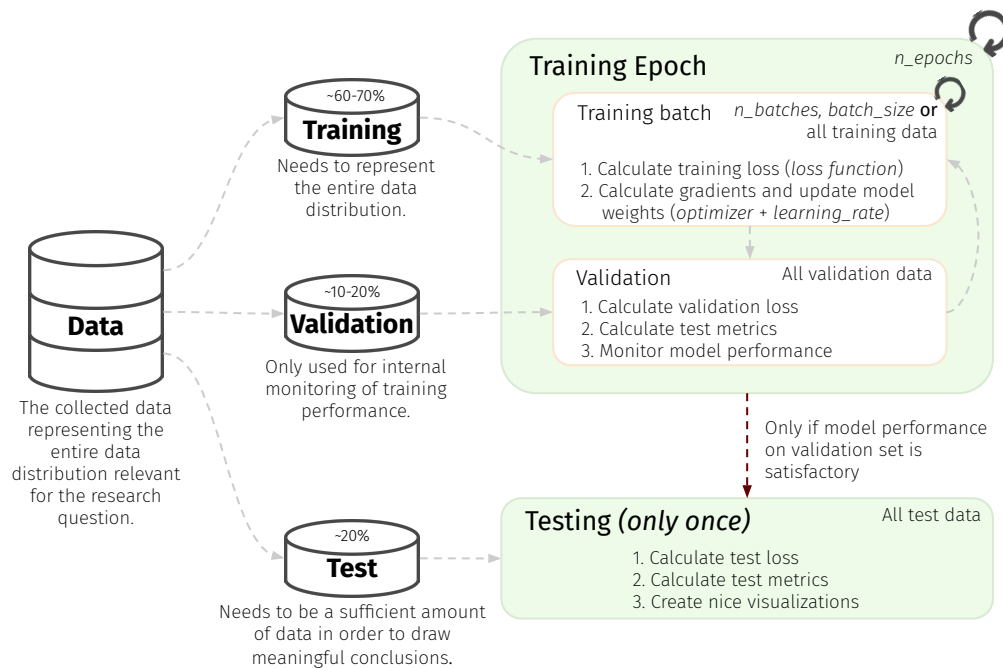 ~60-70%
Training
Needs to represent
the entire data
distribution.
Data
The collected data
representing the
entire data
distribution relevant
for the research
question.
~10-20%
Validation
Only used for internal
monitoring of training
performance.
~20%
Test
Needs to be a sufficient amount
of data in order to draw
meaningful conclusions.
Training Epoch
n_epochs
Training batch
n_batches, batch_size or
all training data
1. Calculate training loss (loss function)
2. Calculate gradients and update model
weights (optimizer + learning_rate)
Validation
All validation data
1. Calculate validation loss
2. Calculate test metrics
3. Monitor model performance
Only if model performance
on validation set is
satisfactory
Testing (only once)
All test data
1. Calculate test loss
2. Calculate test metrics
3. Create nice visualizations